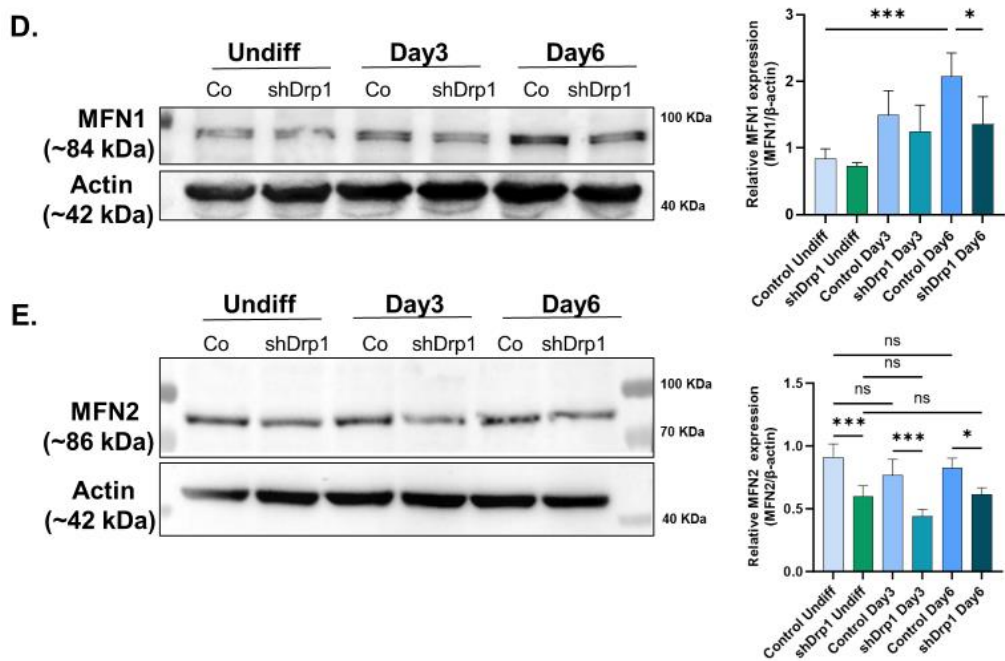 D.
Undiff Day3 Day6
Co shDrp1 Co shDrp1 Co shDrp1
MFN1
(~84 kDa)
100 KDa
Actin
(~42 kDa)
40 KDa
Relative MFN1 expression
(MFN1/β-actin)
3
2
1
0
*** *
Control Undiff
shDrp1 Undiff
Control Day3
shDrp1 Day3
Control Day6
shDrp1 Day6
E.
Undiff Day3 Day6
Co shDrp1 Co shDrp1 Co shDrp1
MFN2
(~86 kDa)
100 KDa
70 KDa
Actin
(~42 kDa)
40 KDa
Relative MFN2 expression
(MFN2/β-actin)
1.5
1.0
0.5
0.0
ns
ns
ns
ns
*** *** *
Control Undiff
shDrp1 Undiff
Control Day3
shDrp1 Day3
Control Day6
shDrp1 Day6